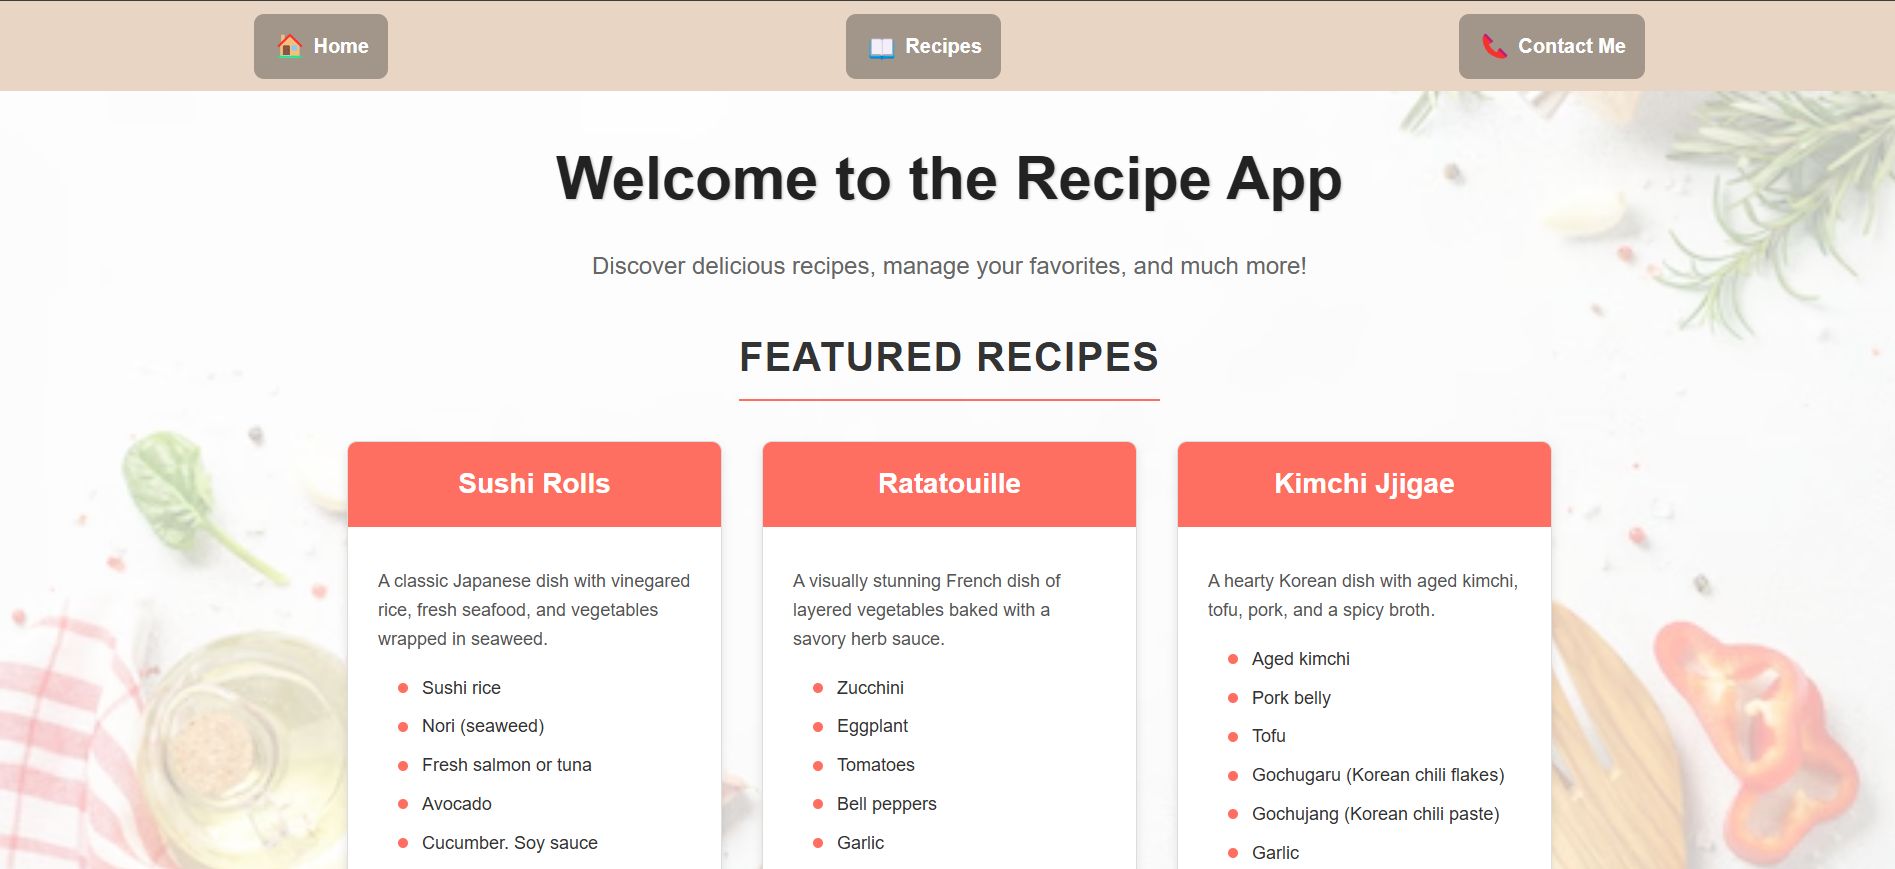 Home
Recipes
Contact Me
Welcome to the Recipe App
Discover delicious recipes, manage your favorites, and much more!
FEATURED RECIPES
Sushi Rolls
A classic Japanese dish with vinegared
rice, fresh seafood, and vegetables
wrapped in seaweed.
Sushi rice
Nori (seaweed)
Fresh salmon or tuna
Avocado
Cucumber. Soy sauce
Ratatouille
A visually stunning French dish of
layered vegetables baked with a
savory herb sauce.
Zucchini
Eggplant
Tomatoes
Bell peppers
Garlic
Kimchi Jjigae
A hearty Korean dish with aged kimchi,
tofu, pork, and a spicy broth.
Aged kimchi
Pork belly
Tofu
Gochugaru (Korean chili flakes)
Gochujang (Korean chili paste)
Garlic